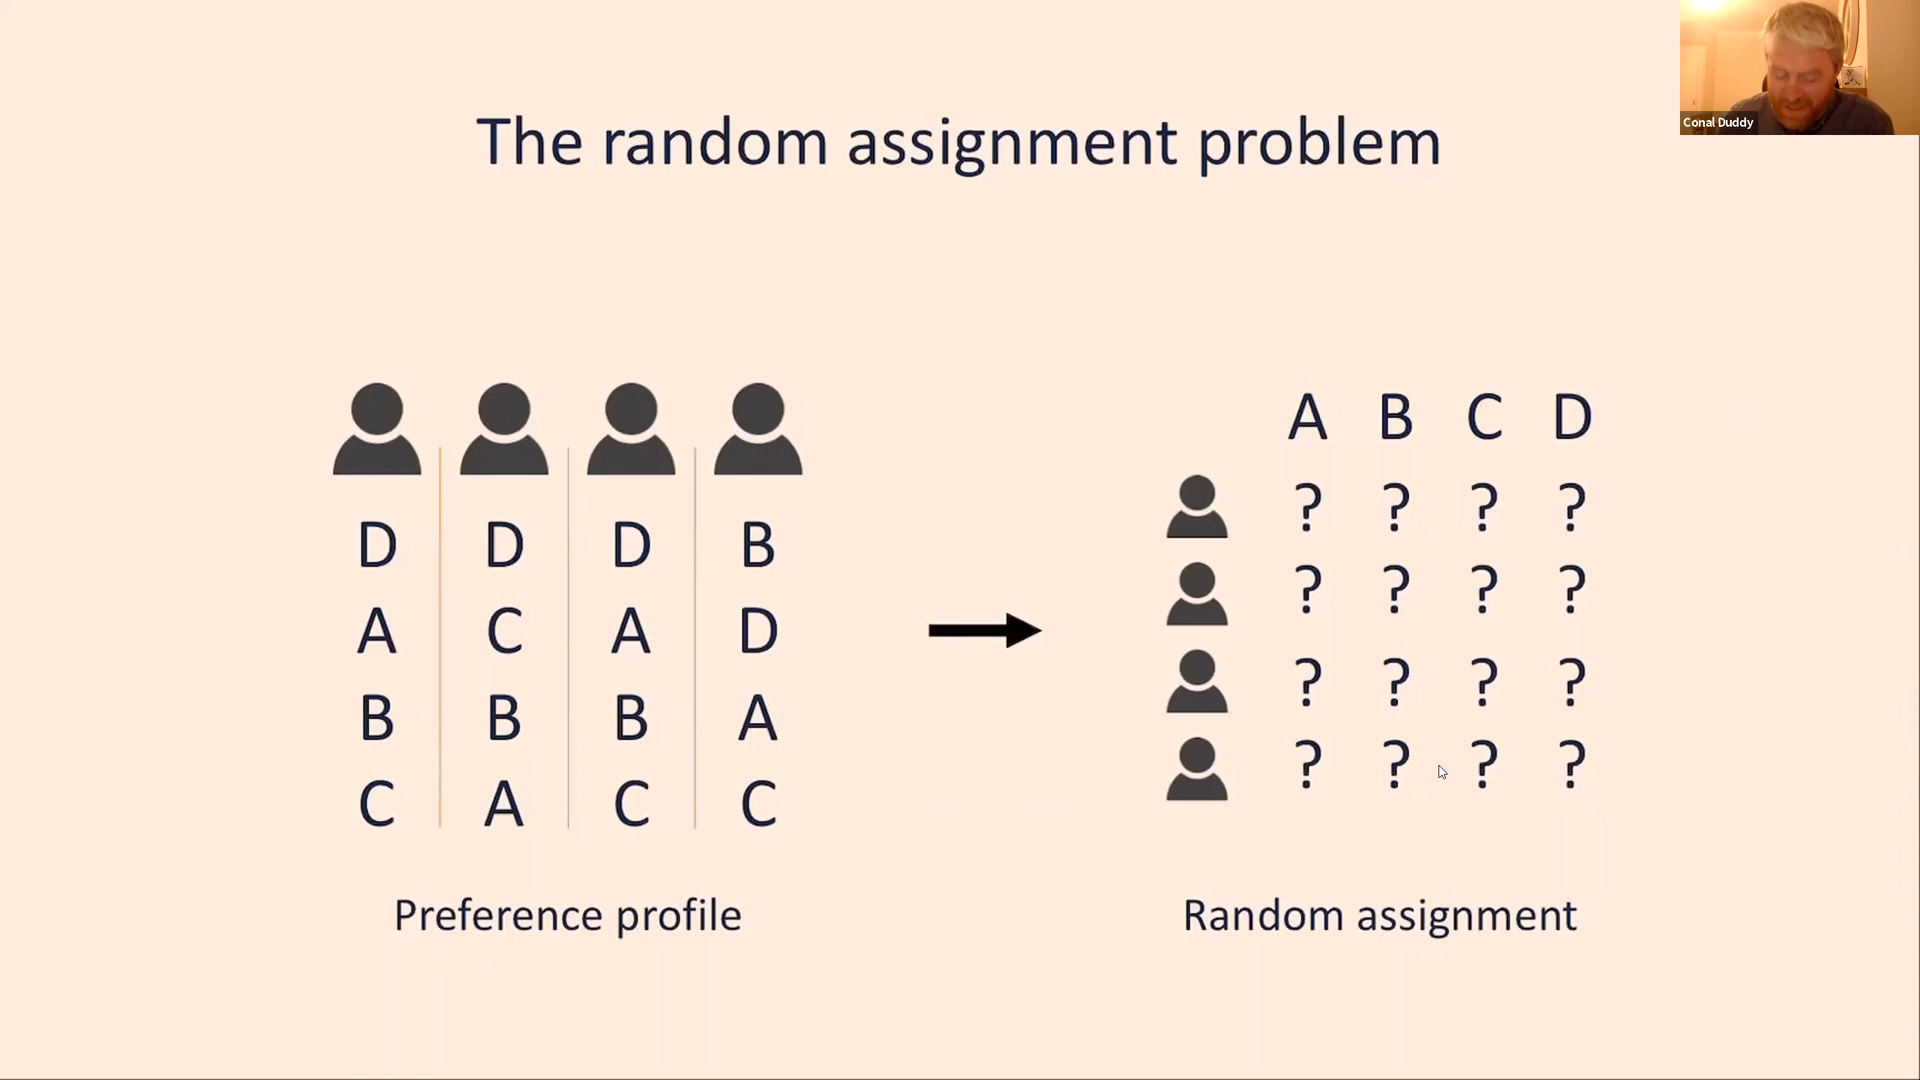 Conal Duddy
The random assignment problem
A B C D
? ? ? ?
? ? ? ?
? ? ? ?
? ? ? ?
D D D B
A C A D
B B B A
C A C C
Preference profile
Random assignment